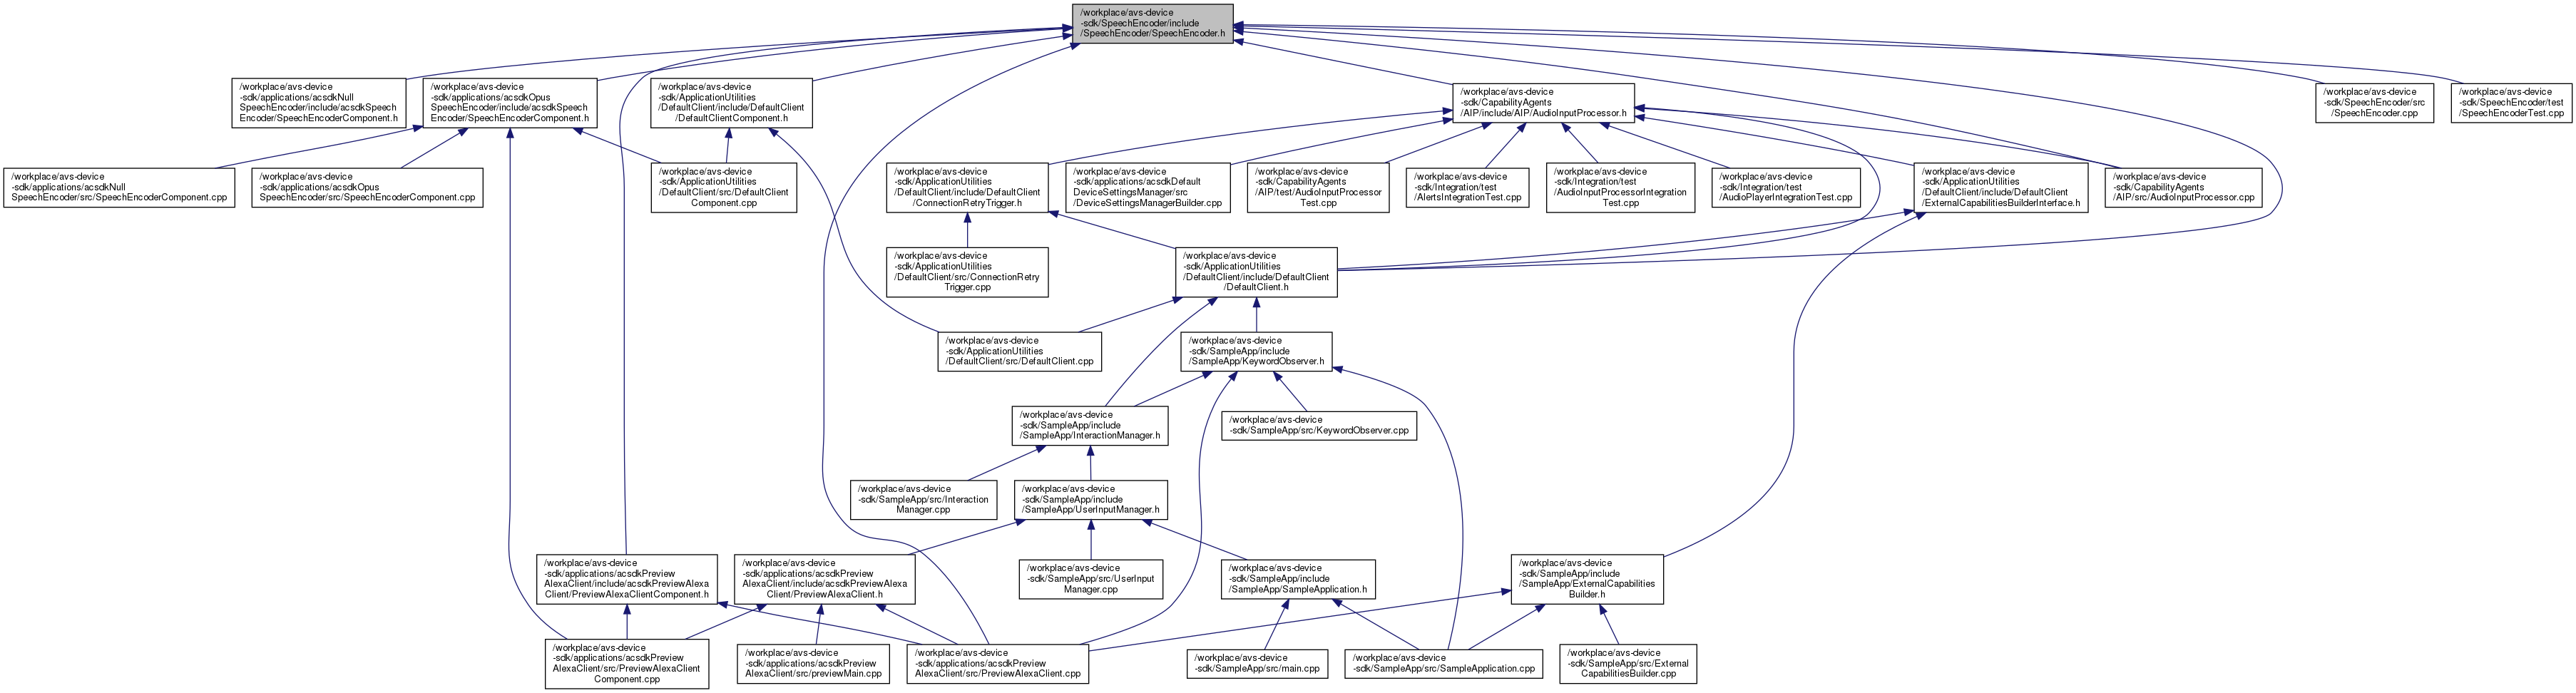 /workplace/avs-device
-sdk/SpeechEncoder/include
/SpeechEncoder/SpeechEncoder.h
/workplace/avs-device
-sdk/applications/acsdkNull
SpeechEncoder/include/acsdkSpeech
Encoder/SpeechEncoderComponent.h
/workplace/avs-device
-sdk/applications/acsdkOpus
SpeechEncoder/include/acsdkSpeech
Encoder/SpeechEncoderComponent.h
/workplace/avs-device
-sdk/ApplicationUtilities
/DefaultClient/include/DefaultClient
/DefaultClientComponent.h
/workplace/avs-device
-sdk/CapabilityAgents
/AIP/include/AIP/AudioInputProcessor.h
/workplace/avs-device
-sdk/SpeechEncoder/src
/SpeechEncoder.cpp
/workplace/avs-device
-sdk/SpeechEncoder/test
/SpeechEncoderTest.cpp
/workplace/avs-device
-sdk/applications/acsdkNull
SpeechEncoder/src/SpeechEncoderComponent.cpp
/workplace/avs-device
-sdk/applications/acsdkOpus
SpeechEncoder/src/SpeechEncoderComponent.cpp
/workplace/avs-device
-sdk/ApplicationUtilities
/DefaultClient/src/DefaultClient
Component.cpp
/workplace/avs-device
-sdk/ApplicationUtilities
/DefaultClient/include/DefaultClient
/ConnectionRetryTrigger.h
/workplace/avs-device
-sdk/applications/acsdkDefault
DeviceSettingsManager/src
/DeviceSettingsManagerBuilder.cpp
/workplace/avs-device
-sdk/CapabilityAgents
/AIP/test/AudioInputProcessor
Test.cpp
/workplace/avs-device
-sdk/Integration/test
/AlertsIntegrationTest.cpp
/workplace/avs-device
-sdk/Integration/test
/AudioInputProcessorIntegration
Test.cpp
/workplace/avs-device
-sdk/Integration/test
/AudioPlayerIntegrationTest.cpp
/workplace/avs-device
-sdk/ApplicationUtilities
/DefaultClient/include/DefaultClient
/ExternalCapabilitiesBuilderInterface.h
/workplace/avs-device
-sdk/CapabilityAgents
/AIP/src/AudioInputProcessor.cpp
/workplace/avs-device
-sdk/ApplicationUtilities
/DefaultClient/src/ConnectionRetry
Trigger.cpp
/workplace/avs-device
-sdk/ApplicationUtilities
/DefaultClient/include/DefaultClient
/DefaultClient.h
/workplace/avs-device
-sdk/ApplicationUtilities
/DefaultClient/src/DefaultClient.cpp
/workplace/avs-device
-sdk/SampleApp/include
/SampleApp/KeywordObserver.h
/workplace/avs-device
-sdk/SampleApp/include
/SampleApp/InteractionManager.h
/workplace/avs-device
-sdk/SampleApp/src/KeywordObserver.cpp
/workplace/avs-device
-sdk/SampleApp/src/Interaction
Manager.cpp
/workplace/avs-device
-sdk/SampleApp/include
/SampleApp/UserInputManager.h
/workplace/avs-device
-sdk/applications/acsdkPreview
AlexaClient/include/acsdkPreviewAlexa
Client/PreviewAlexaClientComponent.h
/workplace/avs-device
-sdk/applications/acsdkPreview
AlexaClient/include/acsdkPreviewAlexa
Client/PreviewAlexaClient.h
/workplace/avs-device
-sdk/SampleApp/src/UserInput
Manager.cpp
/workplace/avs-device
-sdk/SampleApp/include
/SampleApp/SampleApplication.h
/workplace/avs-device
-sdk/SampleApp/include
/SampleApp/ExternalCapabilities
Builder.h
/workplace/avs-device
-sdk/applications/acsdkPreview
AlexaClient/src/PreviewAlexaClient
Component.cpp
/workplace/avs-device
-sdk/applications/acsdkPreview
AlexaClient/src/previewMain.cpp
/workplace/avs-device
-sdk/applications/acsdkPreview
AlexaClient/src/PreviewAlexaClient.cpp
/workplace/avs-device
-sdk/SampleApp/src/main.cpp
/workplace/avs-device
-sdk/SampleApp/src/SampleApplication.cpp
/workplace/avs-device
-sdk/SampleApp/src/External
CapabilitiesBuilder.cpp